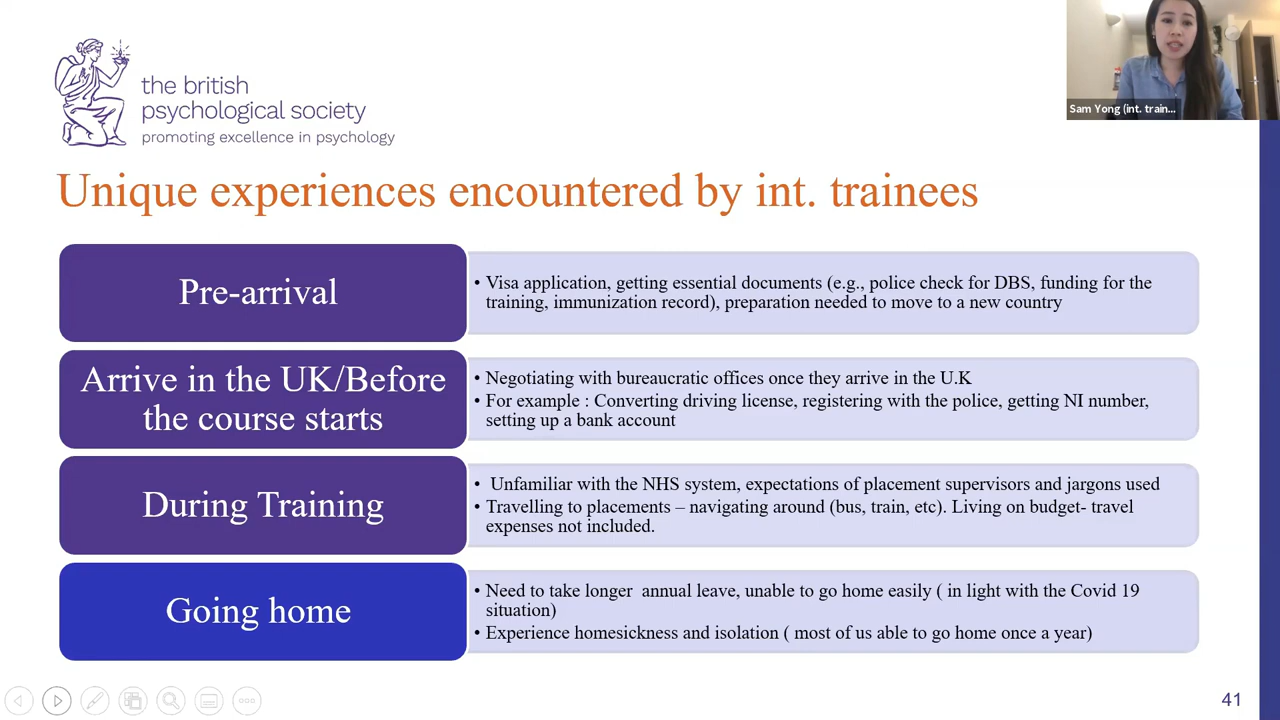 the british
psychological society
promoting excellence in psychology
Sam Yong (int. train...
Unique experiences encountered by int. trainees
Pre-arrival
• Visa application, getting essential documents (e.g., police check for DBS, funding for the
training, immunization record), preparation needed to move to a new country
Arrive in the UK/Before
the course starts
• Negotiating with bureaucratic offices once they arrive in the U.K
• For example : Converting driving license, registering with the police, getting NI number,
setting up a bank account
During Training
• Unfamiliar with the NHS system, expectations of placement supervisors and jargons used
• Travelling to placements – navigating around (bus, train, etc). Living on budget- travel
expenses not included.
Going home
• Need to take longer annual leave, unable to go home easily ( in light with the Covid 19
situation)
• Experience homesickness and isolation ( most of us able to go home once a year)
41